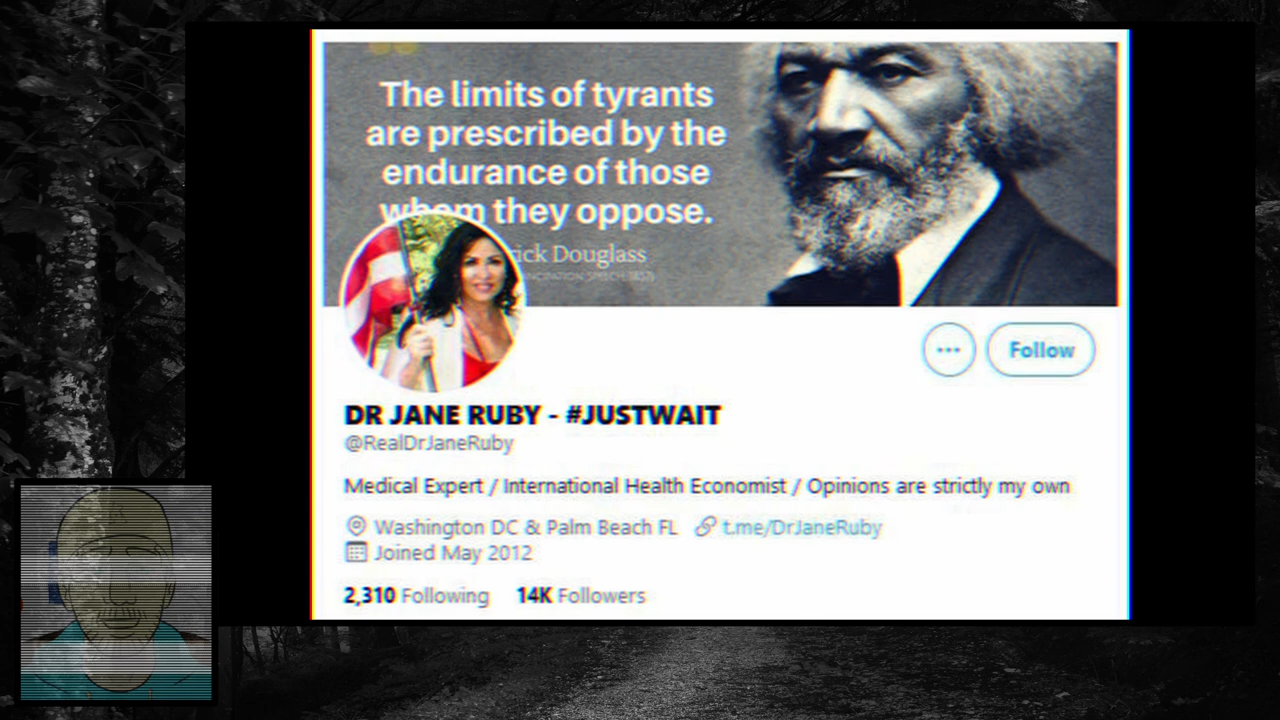 The limits of tyrants
are prescribed by the
endurance of those
whom they oppose.
rick Douglass
Follow
DR JANE RUBY - #JUSTWAIT
@RealDrJaneRuby
Medical Expert / International Health Economist / Opinions are strictly my own
Washington DC & Palm Beach FL t.me/DrJaneRuby
Joined May 2012
2,310 Following 14K Followers